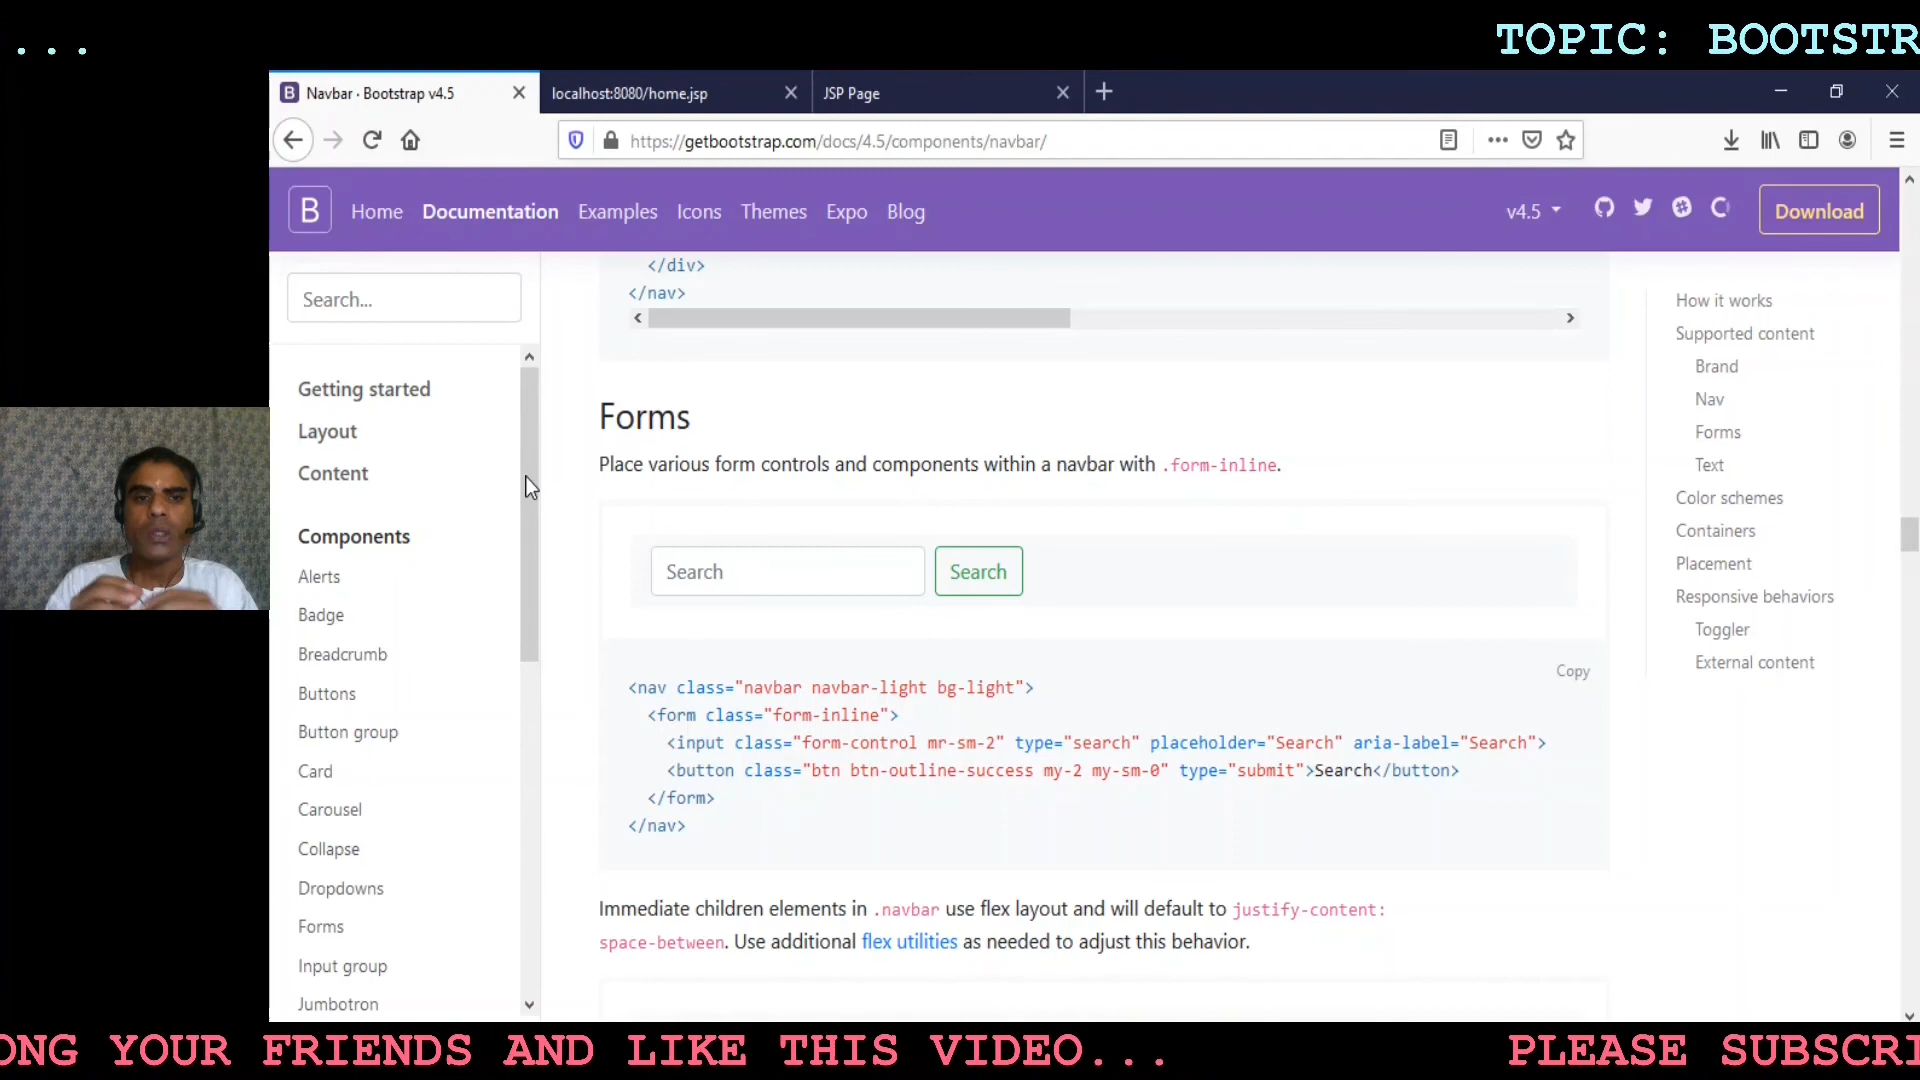 ...
TOPIC: BOOTSTR
Navbar · Bootstrap v4.5
localhost:8080/home.jsp
JSP Page
https://getbootstrap.com/docs/4.5/components/navbar/
B Home Documentation Examples Icons Themes Expo Blog
v4.5
Download
Search...
Getting started
Layout
Content
Components
Alerts
Badge
Breadcrumb
Buttons
Button group
Card
Carousel
Collapse
Dropdowns
Forms
Input group
Jumbotron
</div>
</nav>
Forms
Place various form controls and components within a navbar with .form-inline.
Search
Search
Copy
<nav class="navbar navbar-light bg-light">
<form class="form-inline">
<input class="form-control mr-sm-2" type="search" placeholder="Search" aria-label="Search">
<button class="btn btn-outline-success my-2 my-sm-0" type="submit">Search</button>
</form>
</nav>
Immediate children elements in .navbar use flex layout and will default to justify-content:
space-between. Use additional flex utilities as needed to adjust this behavior.
How it works
Supported content
Brand
Nav
Forms
Text
Color schemes
Containers
Placement
Responsive behaviors
Toggler
External content
ONG YOUR FRIENDS AND LIKE THIS VIDEO...
PLEASE SUBSCRI